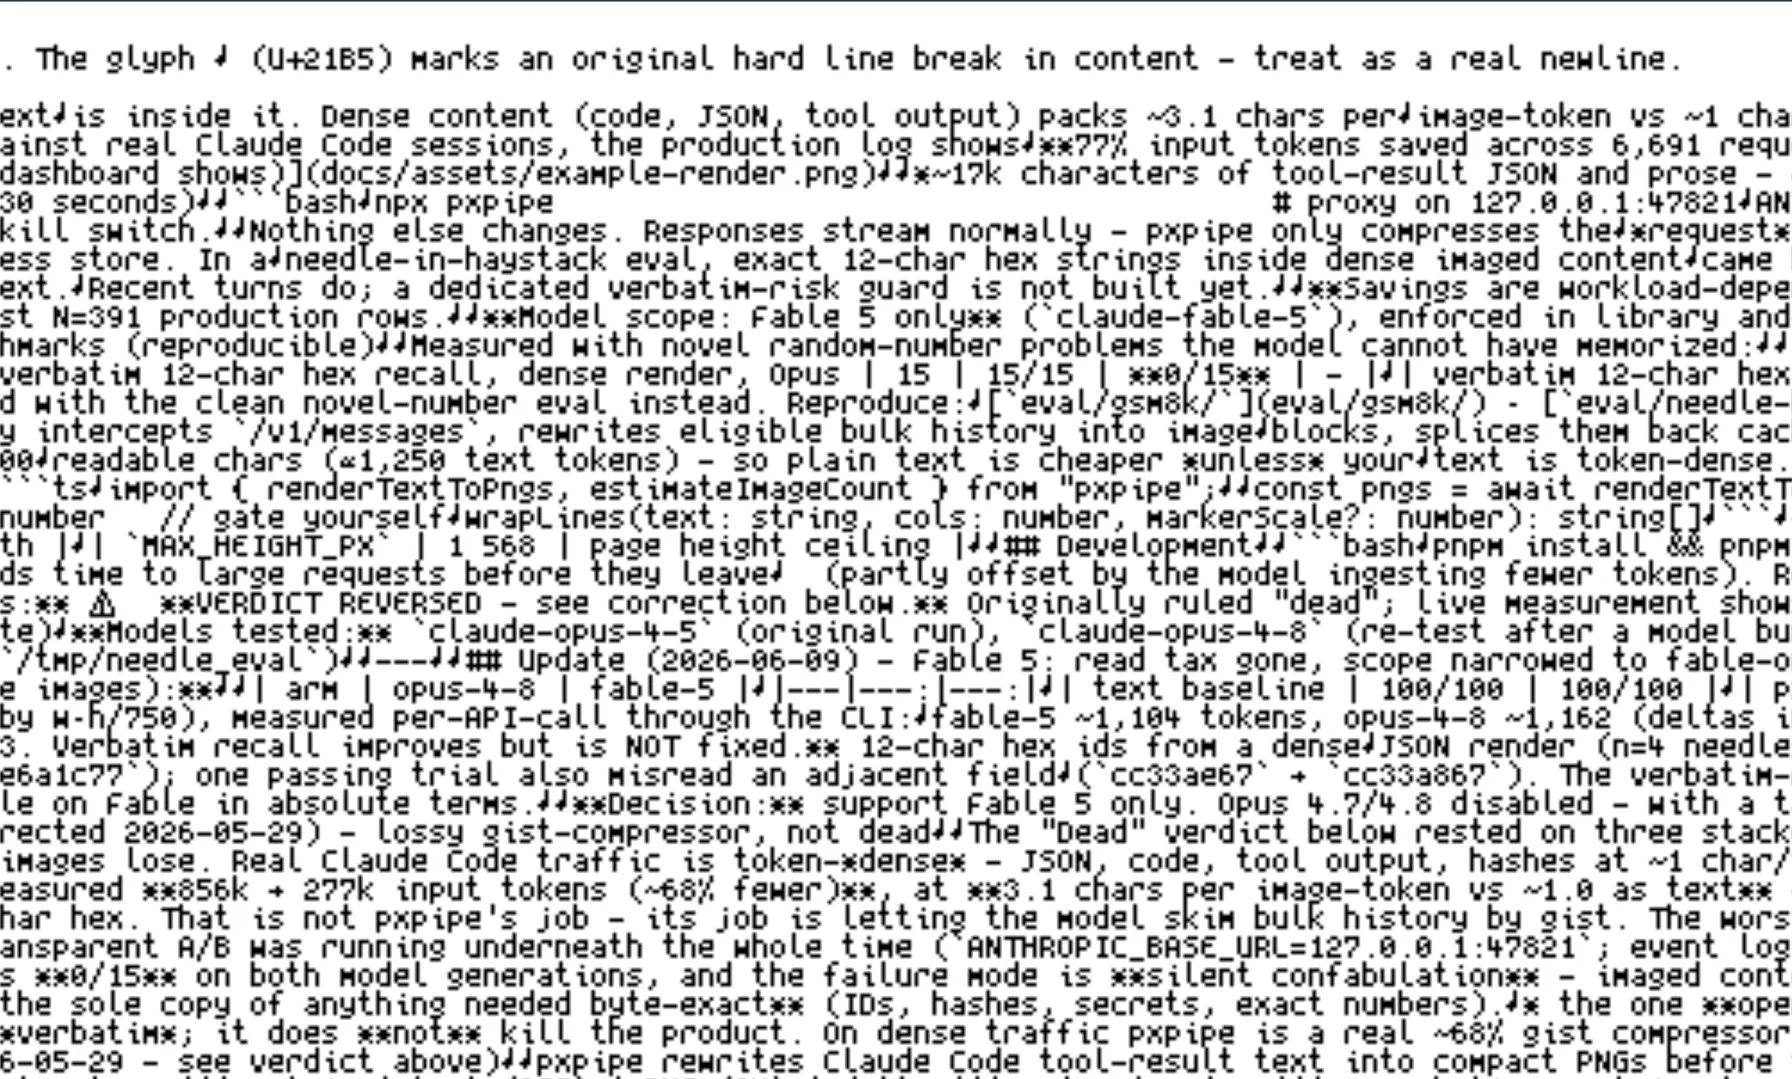 . The glyph ↲ (U+21B5) marks an original hard line break in content – treat as a real newline.
ext↲is inside it. Dense content (code, JSON, tool output) packs ~3.1 chars per↲image-token vs ~1 cha
ainst real Claude Code sessions, the production log shows↲**77% input tokens saved across 6,691 requ
dashboard shows)](docs/assets/example-render.png)↲↲*~17k characters of tool-result JSON and prose –
30 seconds)↲↲```bash↲npx pxpipe # proxy on 127.0.0.1:47821↲AN
kill switch.↲↲Nothing else changes. Responses stream normally – pxpipe only compresses the↲*request*
ess store. In a↲needle-in-haystack eval, exact 12-char hex strings inside dense imaged content↲came
ext.↲Recent turns do; a dedicated verbatim-risk guard is not built yet.↲↲**Savings are workload-depe
st N=391 production rows.↲↲**Model scope: Fable 5 only** (`claude-fable-5`), enforced in library and
hmarks (reproducible)↲↲Measured with novel random-number problems the model cannot have memorized:↲↲
verbatim 12-char hex recall, dense render, Opus | 15 | 15/15 | **0/15** | – |↲| verbatim 12-char hex
d with the clean novel-number eval instead. Reproduce:↲[`eval/gsm8k/`](eval/gsm8k/) · [`eval/needle-
y intercepts `/v1/messages`, rewrites eligible bulk history into image↲blocks, splices them back cac
00↲readable chars (≈1,250 text tokens) – so plain text is cheaper *unless* your↲text is token-dense.
```ts↲import { renderTextToPngs, estimateImageCount } from "pxpipe";↲↲const pngs = await renderTextT
number // gate yourself↲wrapLines(text: string, cols: number, markerScale?: number): string[]↲```↲
th |↲| `MAX_HEIGHT_PX` | 1 568 | page height ceiling |↲↲## Development↲↲```bash↲pnpm install && pnpm
ds time to large requests before they leave↲ (partly offset by the model ingesting fewer tokens). R
s:** ⚠ **VERDICT REVERSED – see correction below.** Originally ruled "dead"; live measurement show
te)↲**Models tested:** `claude-opus-4-5` (original run), `claude-opus-4-8` (re-test after a model bu
`/tmp/needle_eval`)↲↲---↲↲## Update (2026-06-09) – Fable 5: read tax gone, scope narrowed to fable-o
e images):**↲↲| arm | opus-4-8 | fable-5 |↲|---|---:|---:|↲| text baseline | 100/100 | 100/100 |↲| p
by w·h/750), measured per-API-call through the CLI:↲fable-5 ~1,104 tokens, opus-4-8 ~1,162 (deltas i
3. Verbatim recall improves but is NOT fixed.** 12-char hex ids from a dense↲JSON render (n=4 needle
e6a1c77`); one passing trial also misread an adjacent field↲(`cc33ae67` → `cc33a867`). The verbatim-
le on Fable in absolute terms.↲↲**Decision:** support Fable 5 only. Opus 4.7/4.8 disabled – with a t
rected 2026-05-29) – lossy gist-compressor, not dead↲↲The "Dead" verdict below rested on three stack
images lose. Real Claude Code traffic is token-*dense* – JSON, code, tool output, hashes at ~1 char/
easured **856k → 277k input tokens (~68% fewer)**, at **3.1 chars per image-token vs ~1.0 as text**
har hex. That is not pxpipe's job – its job is letting the model skim bulk history by gist. The wors
ansparent A/B was running underneath the whole time (`ANTHROPIC_BASE_URL=127.0.0.1:47821`; event log
s **0/15** on both model generations, and the failure mode is **silent confabulation** – imaged cont
the sole copy of anything needed byte-exact** (IDs, hashes, secrets, exact numbers).↲* the one **ope
*verbatim*; it does **not** kill the product. On dense traffic pxpipe is a real ~68% gist compressor
6-05-29 – see verdict above)↲↲pxpipe rewrites Claude Code tool-result text into compact PNGs before